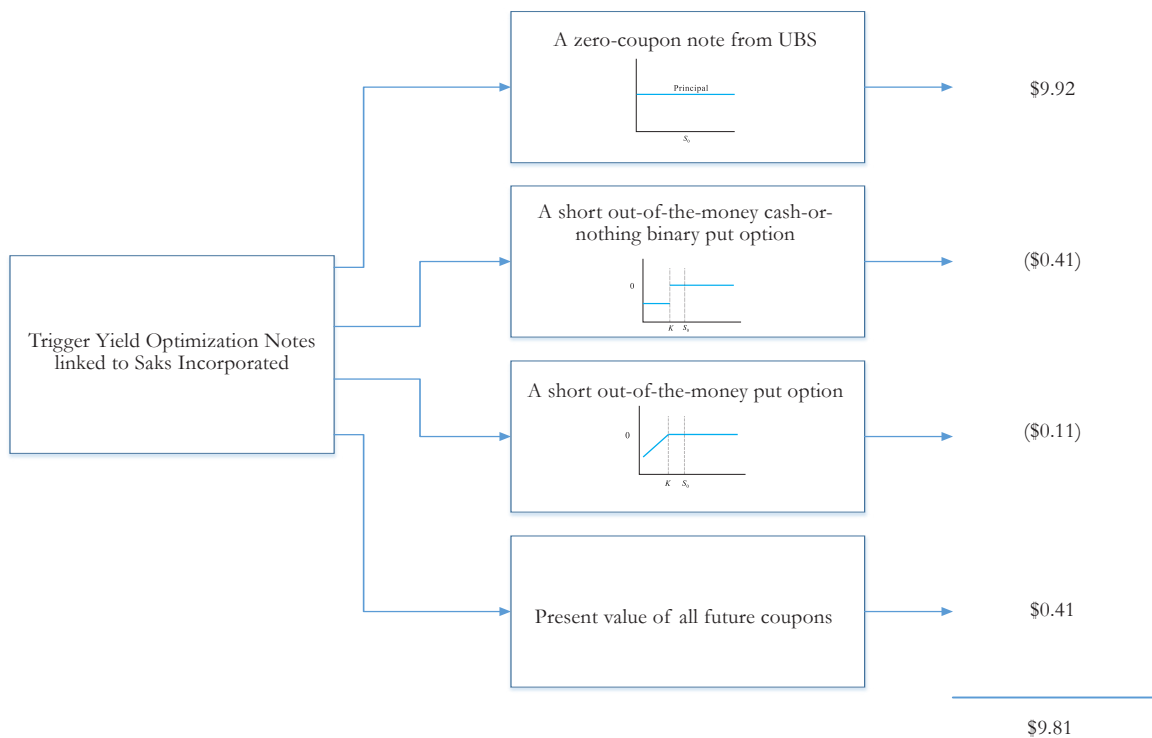 A zero-coupon note from UBS
Principal
S0
$9.92
A short out-of-the-money cash-or-
nothing binary put option
0
K S0
($0.41)
Trigger Yield Optimization Notes
linked to Saks Incorporated
A short out-of-the-money put option
0
K S0
($0.11)
Present value of all future coupons
$0.41
$9.81